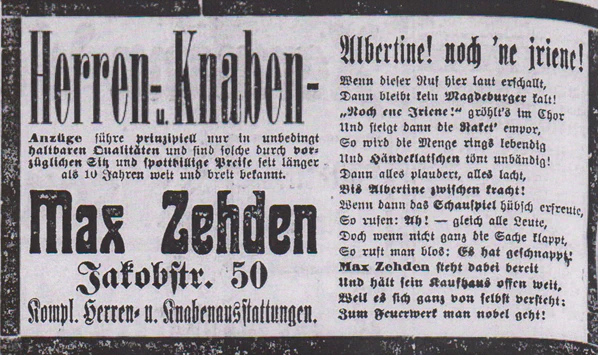 Herren- u. Knaben-
Anzüge führe prinzipiell nur in unbedingt
haltbaren Qualitäten und sind solche durch vor-
züglichen Sitz und spottbillige Preise seit länger
als 10 Jahren weit und breit bekannt.
Max Zehden
Jakobstr. 50
Kompl. Herren- u. Knabenausstattungen.
Albertine! noch 'ne jriene!
Wenn dieser Ruf hier laut erschallt,
Dann bleibt kein Magdeburger kalt!
„Noch ene Jriene!" gröhlt's im Chor
Und steigt dann die Raket' empor,
So wird die Menge rings lebendig
Und Händeklatschen tönt unbändig!
Dann alles plaudert, alles lacht,
Bis Albertine zwischen kracht!
Wenn dann das Schauspiel hübsch erfreute,
So rufen: Ah! — gleich alle Leute,
Doch wenn nicht ganz die Sache klappt,
So ruft man blos: Es hat geschnappt!
Max Zehden steht dabei bereit
Und hält sein Kaufhaus offen weit,
Weil es sich ganz von selbst versteht:
Zum Feuerwerk man nobel geht!